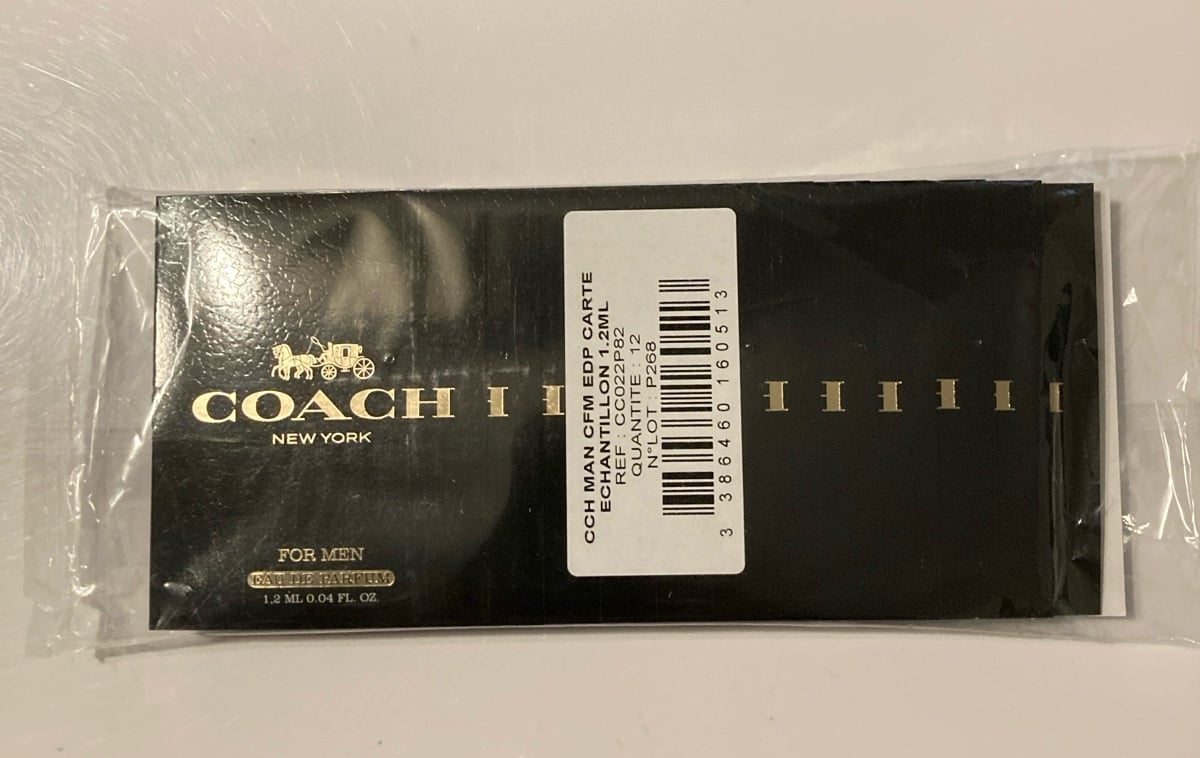 COACH
NEW YORK
FOR MEN
EAU DE PARFUM
1,2 ML 0.04 FL. OZ.
CCH MAN CFM EDP CARTE
ECHANTILLON 1.2ML
REF : CC022P82
QUANTITE : 12
N°LOT : P268
3 386460 160513